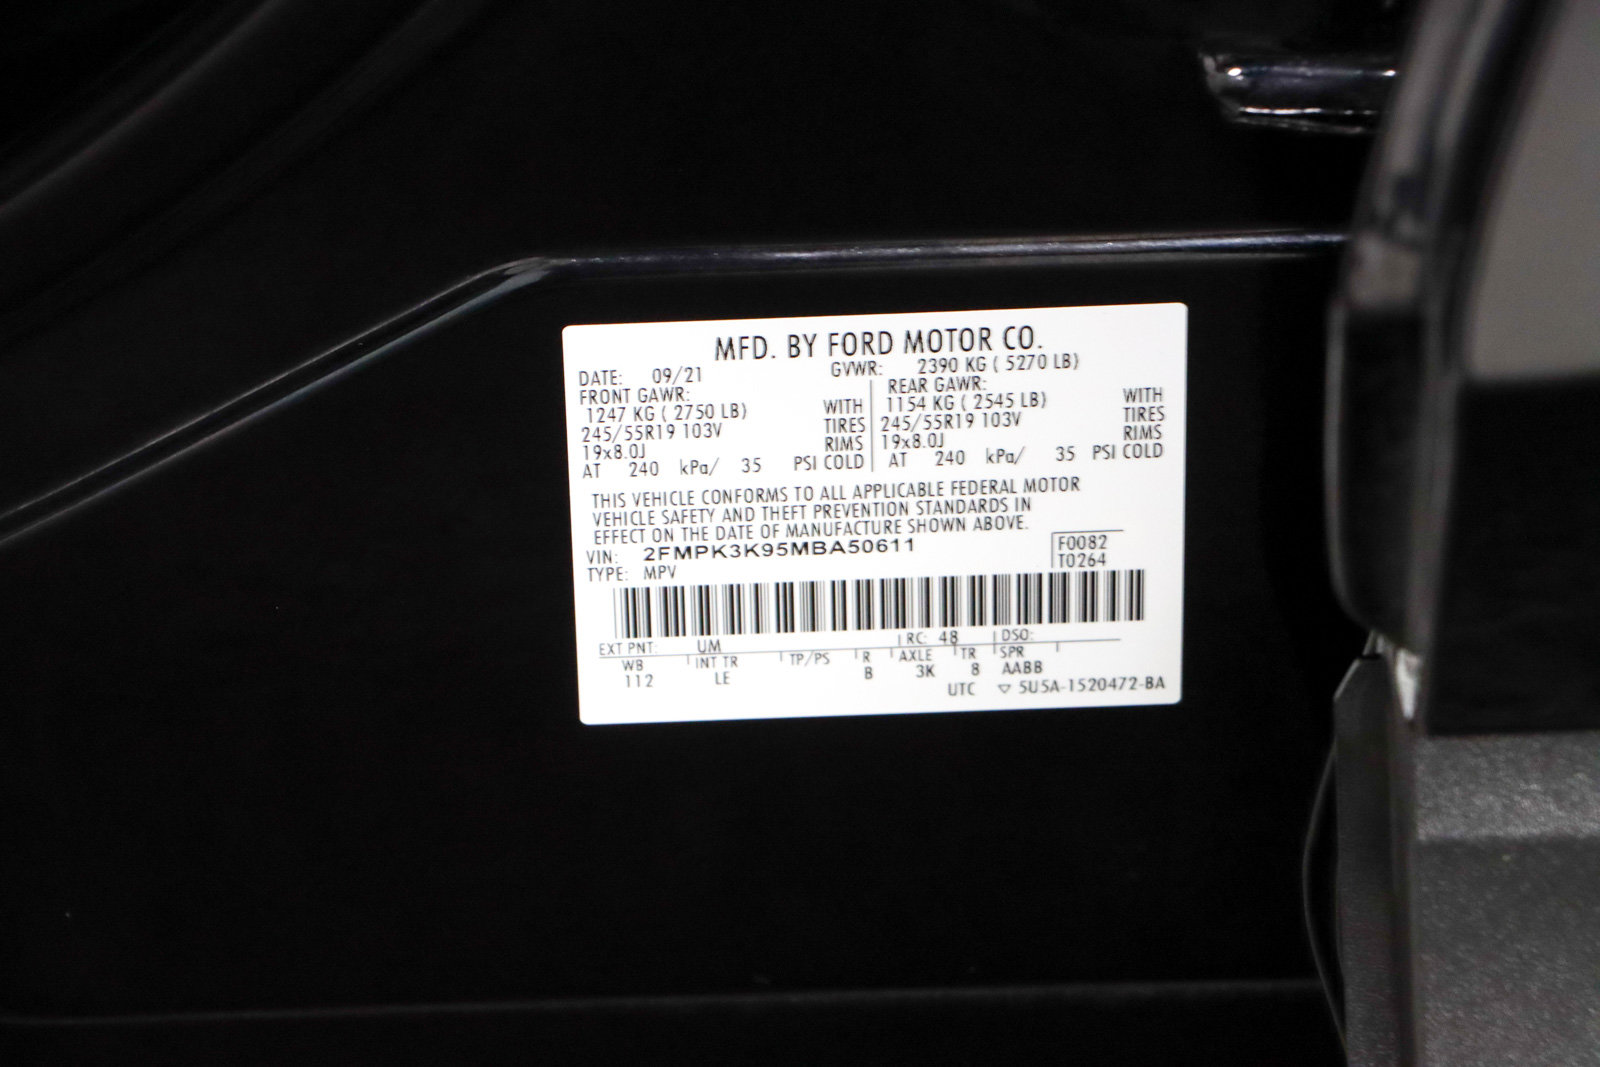 MFD. BY FORD MOTOR CO.
DATE: 09/21 GVWR: 2390 KG ( 5270 LB)
FRONT GAWR: REAR GAWR:
1247 KG ( 2750 LB) WITH 1154 KG ( 2545 LB) WITH
245/55R19 103V TIRES 245/55R19 103V TIRES
19x8.0J RIMS 19x8.0J RIMS
AT 240 kPa/ 35 PSI COLD AT 240 kPa/ 35 PSI COLD
THIS VEHICLE CONFORMS TO ALL APPLICABLE FEDERAL MOTOR
VEHICLE SAFETY AND THEFT PREVENTION STANDARDS IN
EFFECT ON THE DATE OF MANUFACTURE SHOWN ABOVE.
VIN: 2FMPK3K95MBA50611 F0082
TYPE: MPV T0264
EXT PNT: UM RC: 48 DSO:
WB INT TR TP/PS R AXLE TR SPR
112 LE B 3K 8 AABB
UTC ▽ 5U5A-1520472-BA